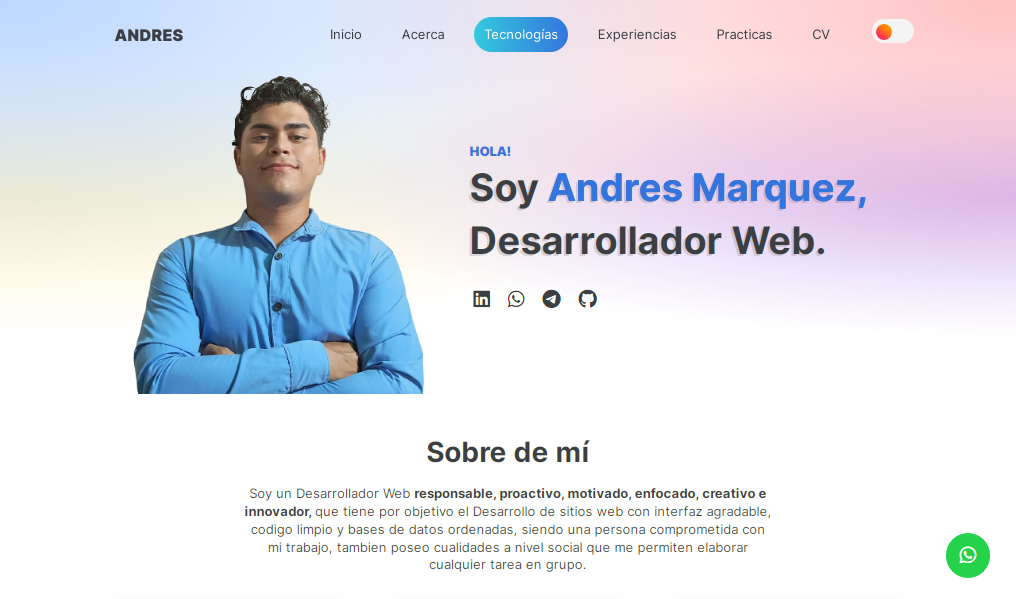 ANDRES
Inicio Acerca Tecnologías Experiencias Practicas CV
HOLA!
Soy Andres Marquez,
Desarrollador Web.
Sobre de mí
Soy un Desarrollador Web responsable, proactivo, motivado, enfocado, creativo e
innovador, que tiene por objetivo el Desarrollo de sitios web con interfaz agradable,
codigo limpio y bases de datos ordenadas, siendo una persona comprometida con
mi trabajo, tambien poseo cualidades a nivel social que me permiten elaborar
cualquier tarea en grupo.